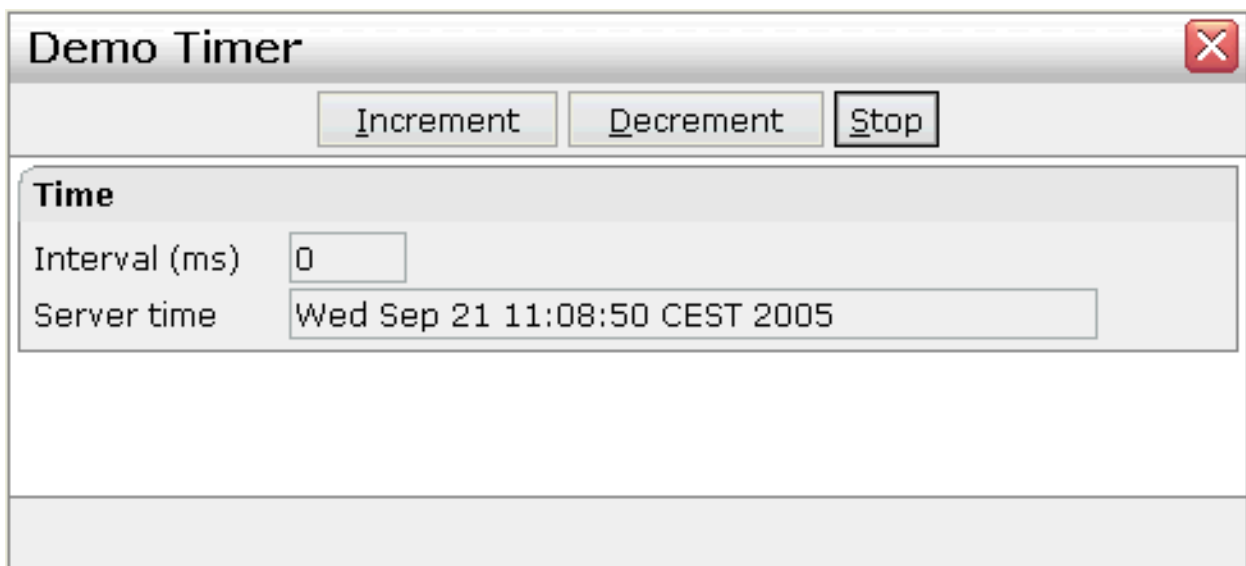 Demo Timer
Increment Decrement Stop
Time
Interval (ms) 0
Server time Wed Sep 21 11:08:50 CEST 2005